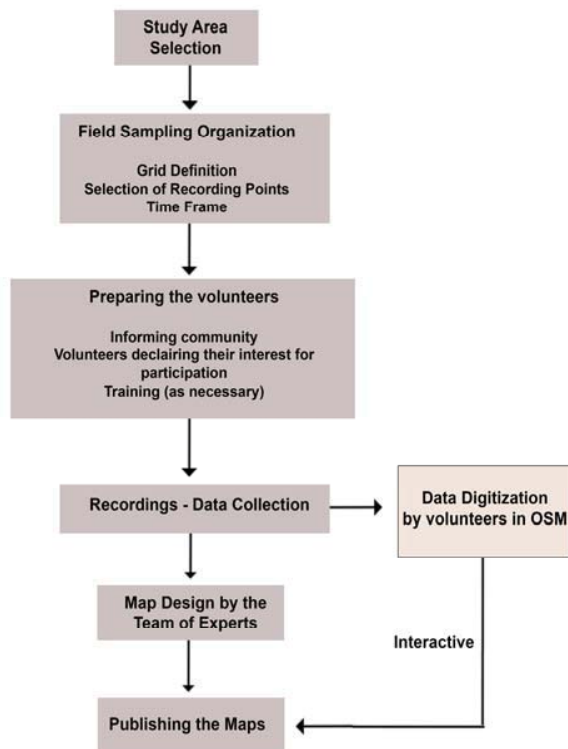 Study Area
Selection
Field Sampling Organization
Grid Definition
Selection of Recording Points
Time Frame
Preparing the volunteers
Informing community
Volunteers declairing their interest for
participation
Training (as necessary)
Recordings - Data Collection
Data Digitization
by volunteers in OSM
Map Design by the
Team of Experts
Interactive
Publishing the Maps